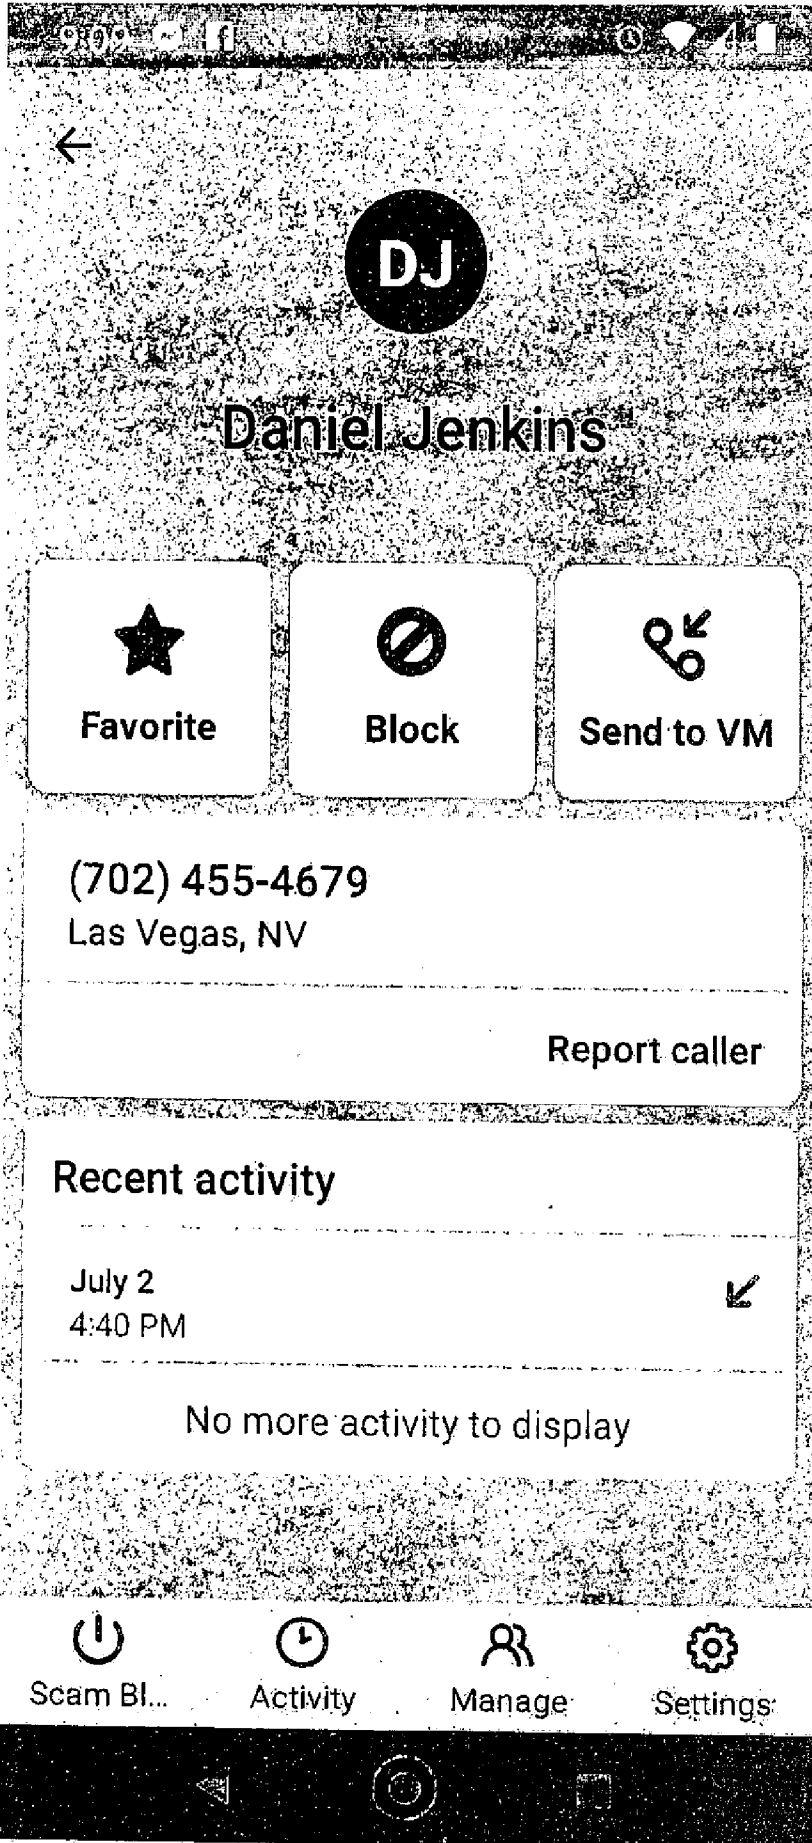 DJ
Daniel Jenkins
Favorite
Block
Send to VM
(702) 455-4679
Las Vegas, NV
Report caller
Recent activity
July 2
4:40 PM
No more activity to display
Scam Bl...
Activity
Manage
Settings